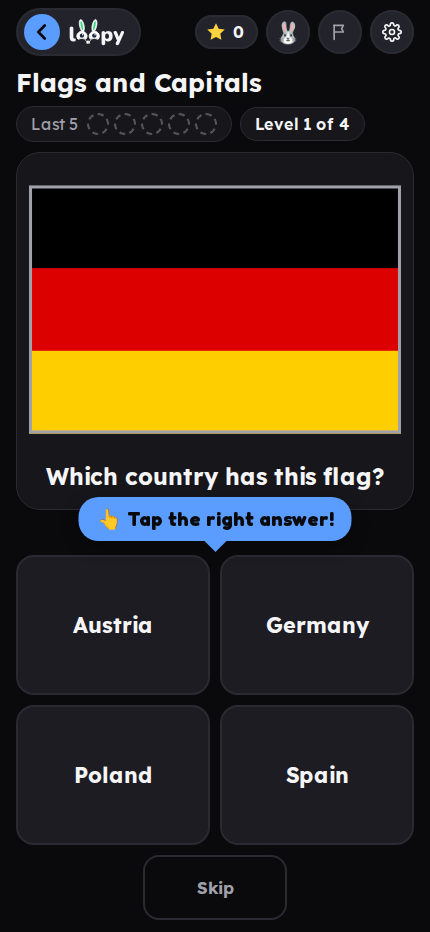 loopy
0
Flags and Capitals
Last 5
Level 1 of 4
Which country has this flag?
👆 Tap the right answer!
Austria
Germany
Poland
Spain
Skip